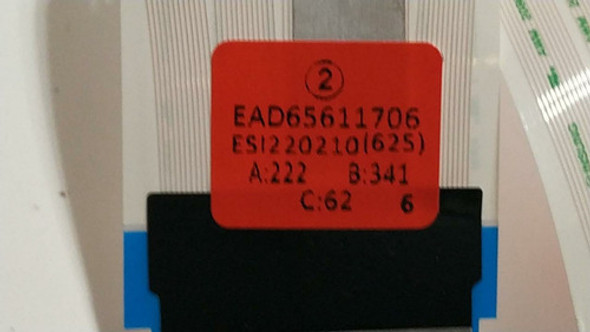 ②
EAD65611706
ESI220210(625)
A:222 B:341
C:62 6